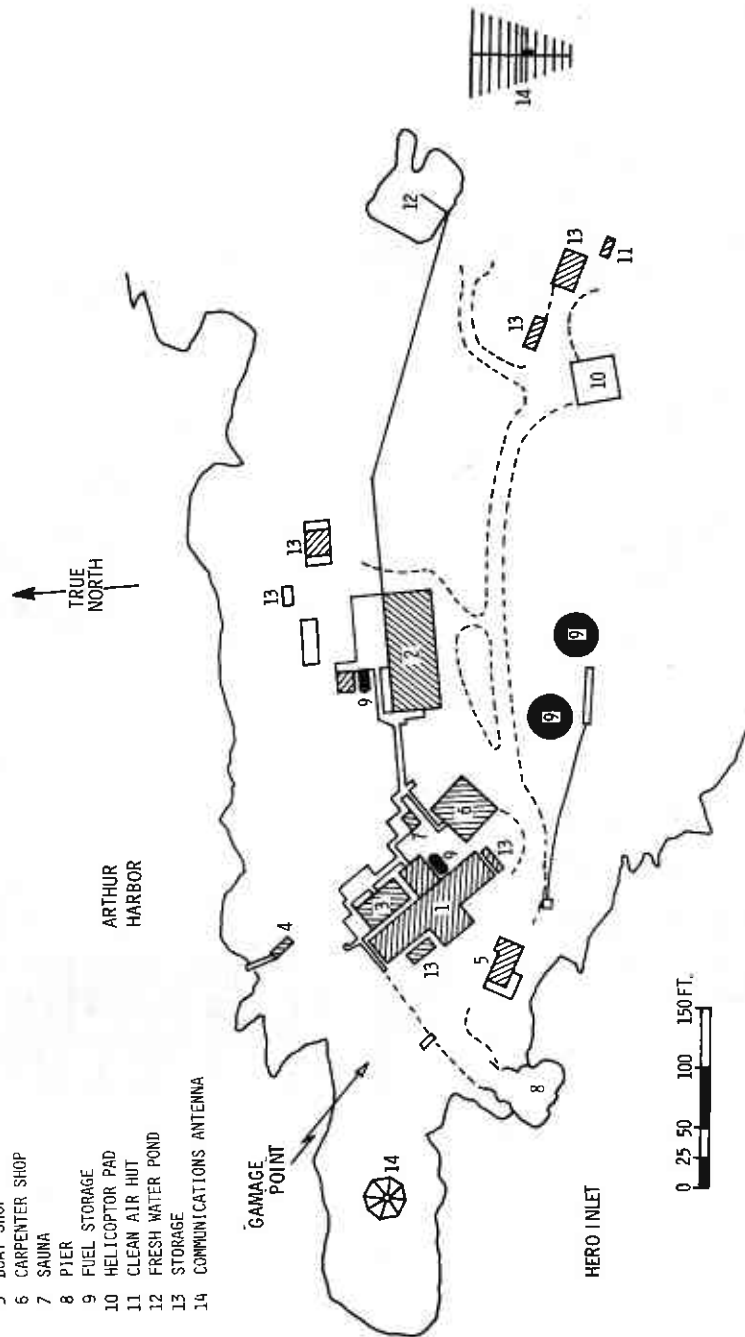 5 BOAT SHOP
6 CARPENTER SHOP
7 SAUNA
8 PIER
9 FUEL STORAGE
10 HELICOPTOR PAD
11 CLEAN AIR HUT
12 FRESH WATER POND
13 STORAGE
14 COMMUNICATIONS ANTENNA
TRUE
NORTH
ARTHUR
HARBOR
GAMAGE
POINT
14
4
3
1
13
5
8
7
6
9
13
9
2
13
13
9
9
12
13
13
11
10
14
HERO INLET
0 25 50 100 150 FT.